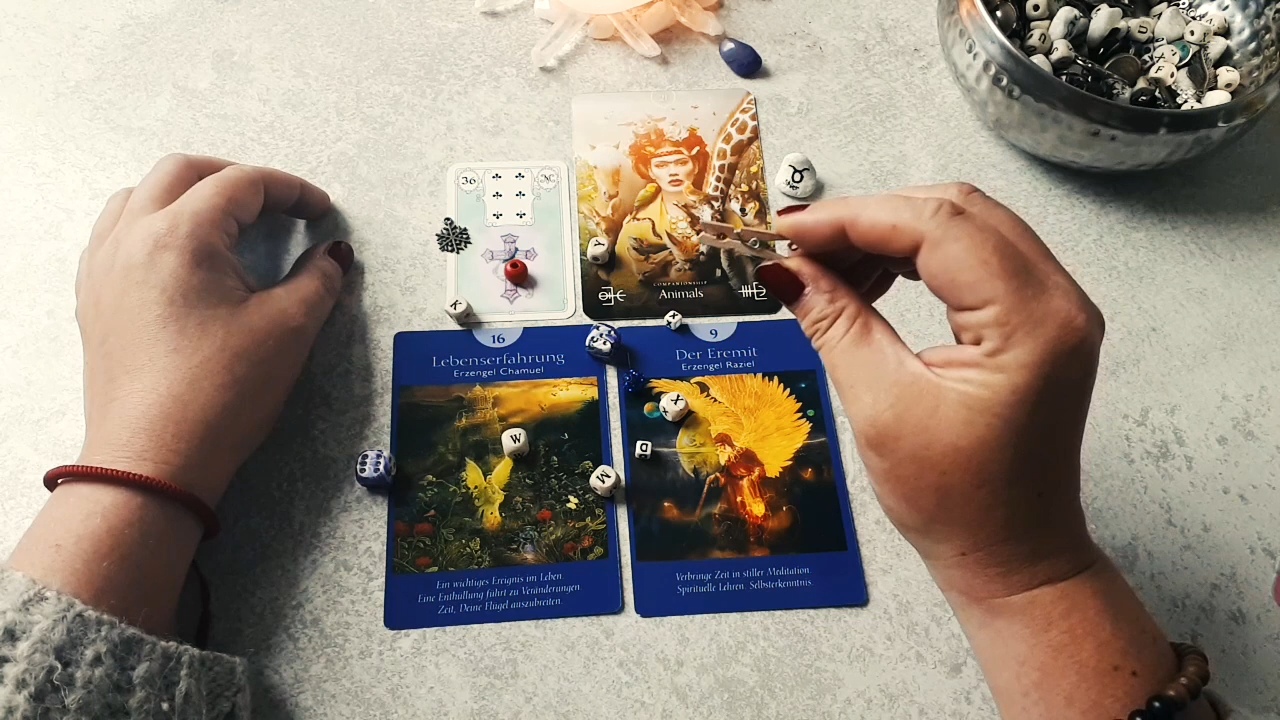 36
K
Y
COMPANIONSHIP
Animals
16
Lebenserfahrung
Erzengel Chamuel
W
M
Ein wichtiges Ereignis im Leben
Eine Enthüllung führt zu Veränderungen
Zeit, Deine Flügel auszubreiten.
9
Der Eremit
Erzengel Raziel
X
D
Verbringe Zeit in stiller Meditation.
Spirituelle Lehren. Selbsterkenntnis.